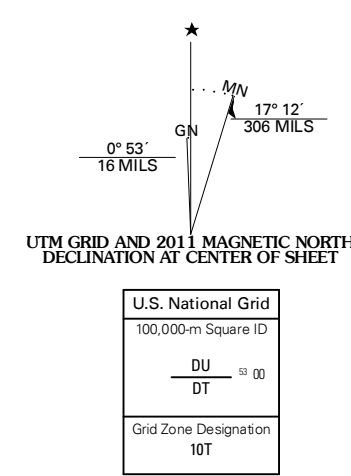 MN
GN
17° 12´
306 MILS
0° 53´
16 MILS
UTM GRID AND 2011 MAGNETIC NORTH
DECLINATION AT CENTER OF SHEET
U.S. National Grid
100,000-m Square ID
DU
53 00
DT
Grid Zone Designation
10T